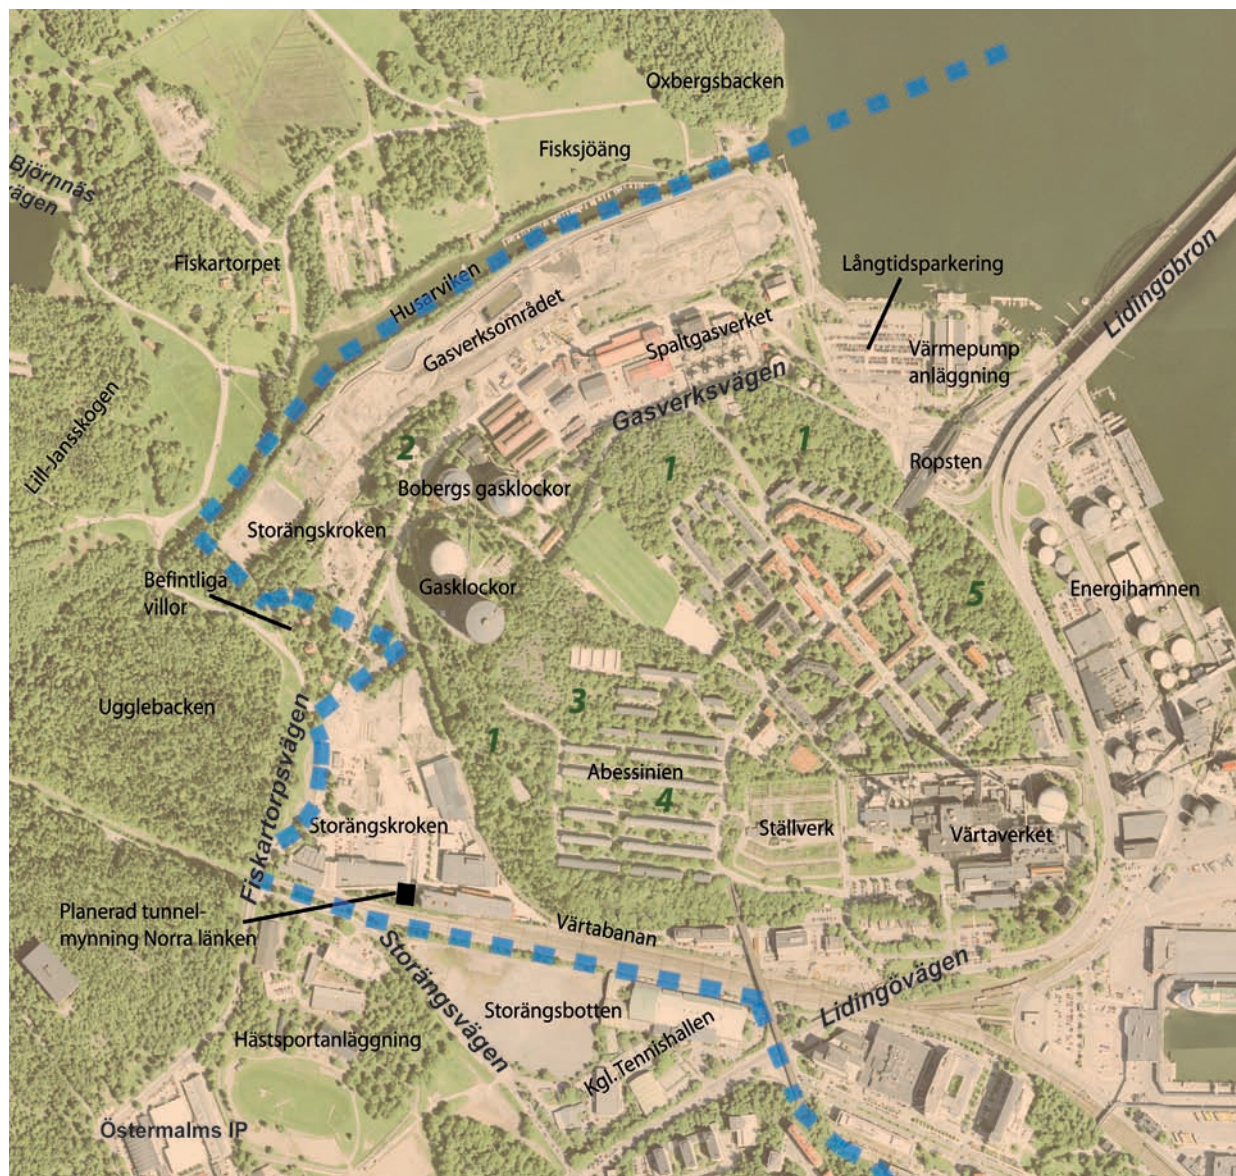 Oxbergsbacken
Fisksjöäng
Björnnäs
vägen
Fiskartorpet
Husarviken
Långtidsparkering
Lidingöbron
Gasverksområdet
Spaltgasverket
Värmepump
anläggning
Gasverksvägen
Lill-Jansskogen
2
1
1
Ropsten
Bobergs gasklockor
Storängskroken
Befintliga
villor
Gasklockor
5
Energihamnen
Ugglebacken
3
1
Fiskartorpsvägen
Abessinien
4
Storängskroken
Ställverk
Värtaverket
Planerad tunnel-
mynning Norra länken
Värtabanan
Storängsvägen
Lidingövägen
Storängsbotten
Hästsportanläggning
Kgl.Tennishallen
Östermalms IP